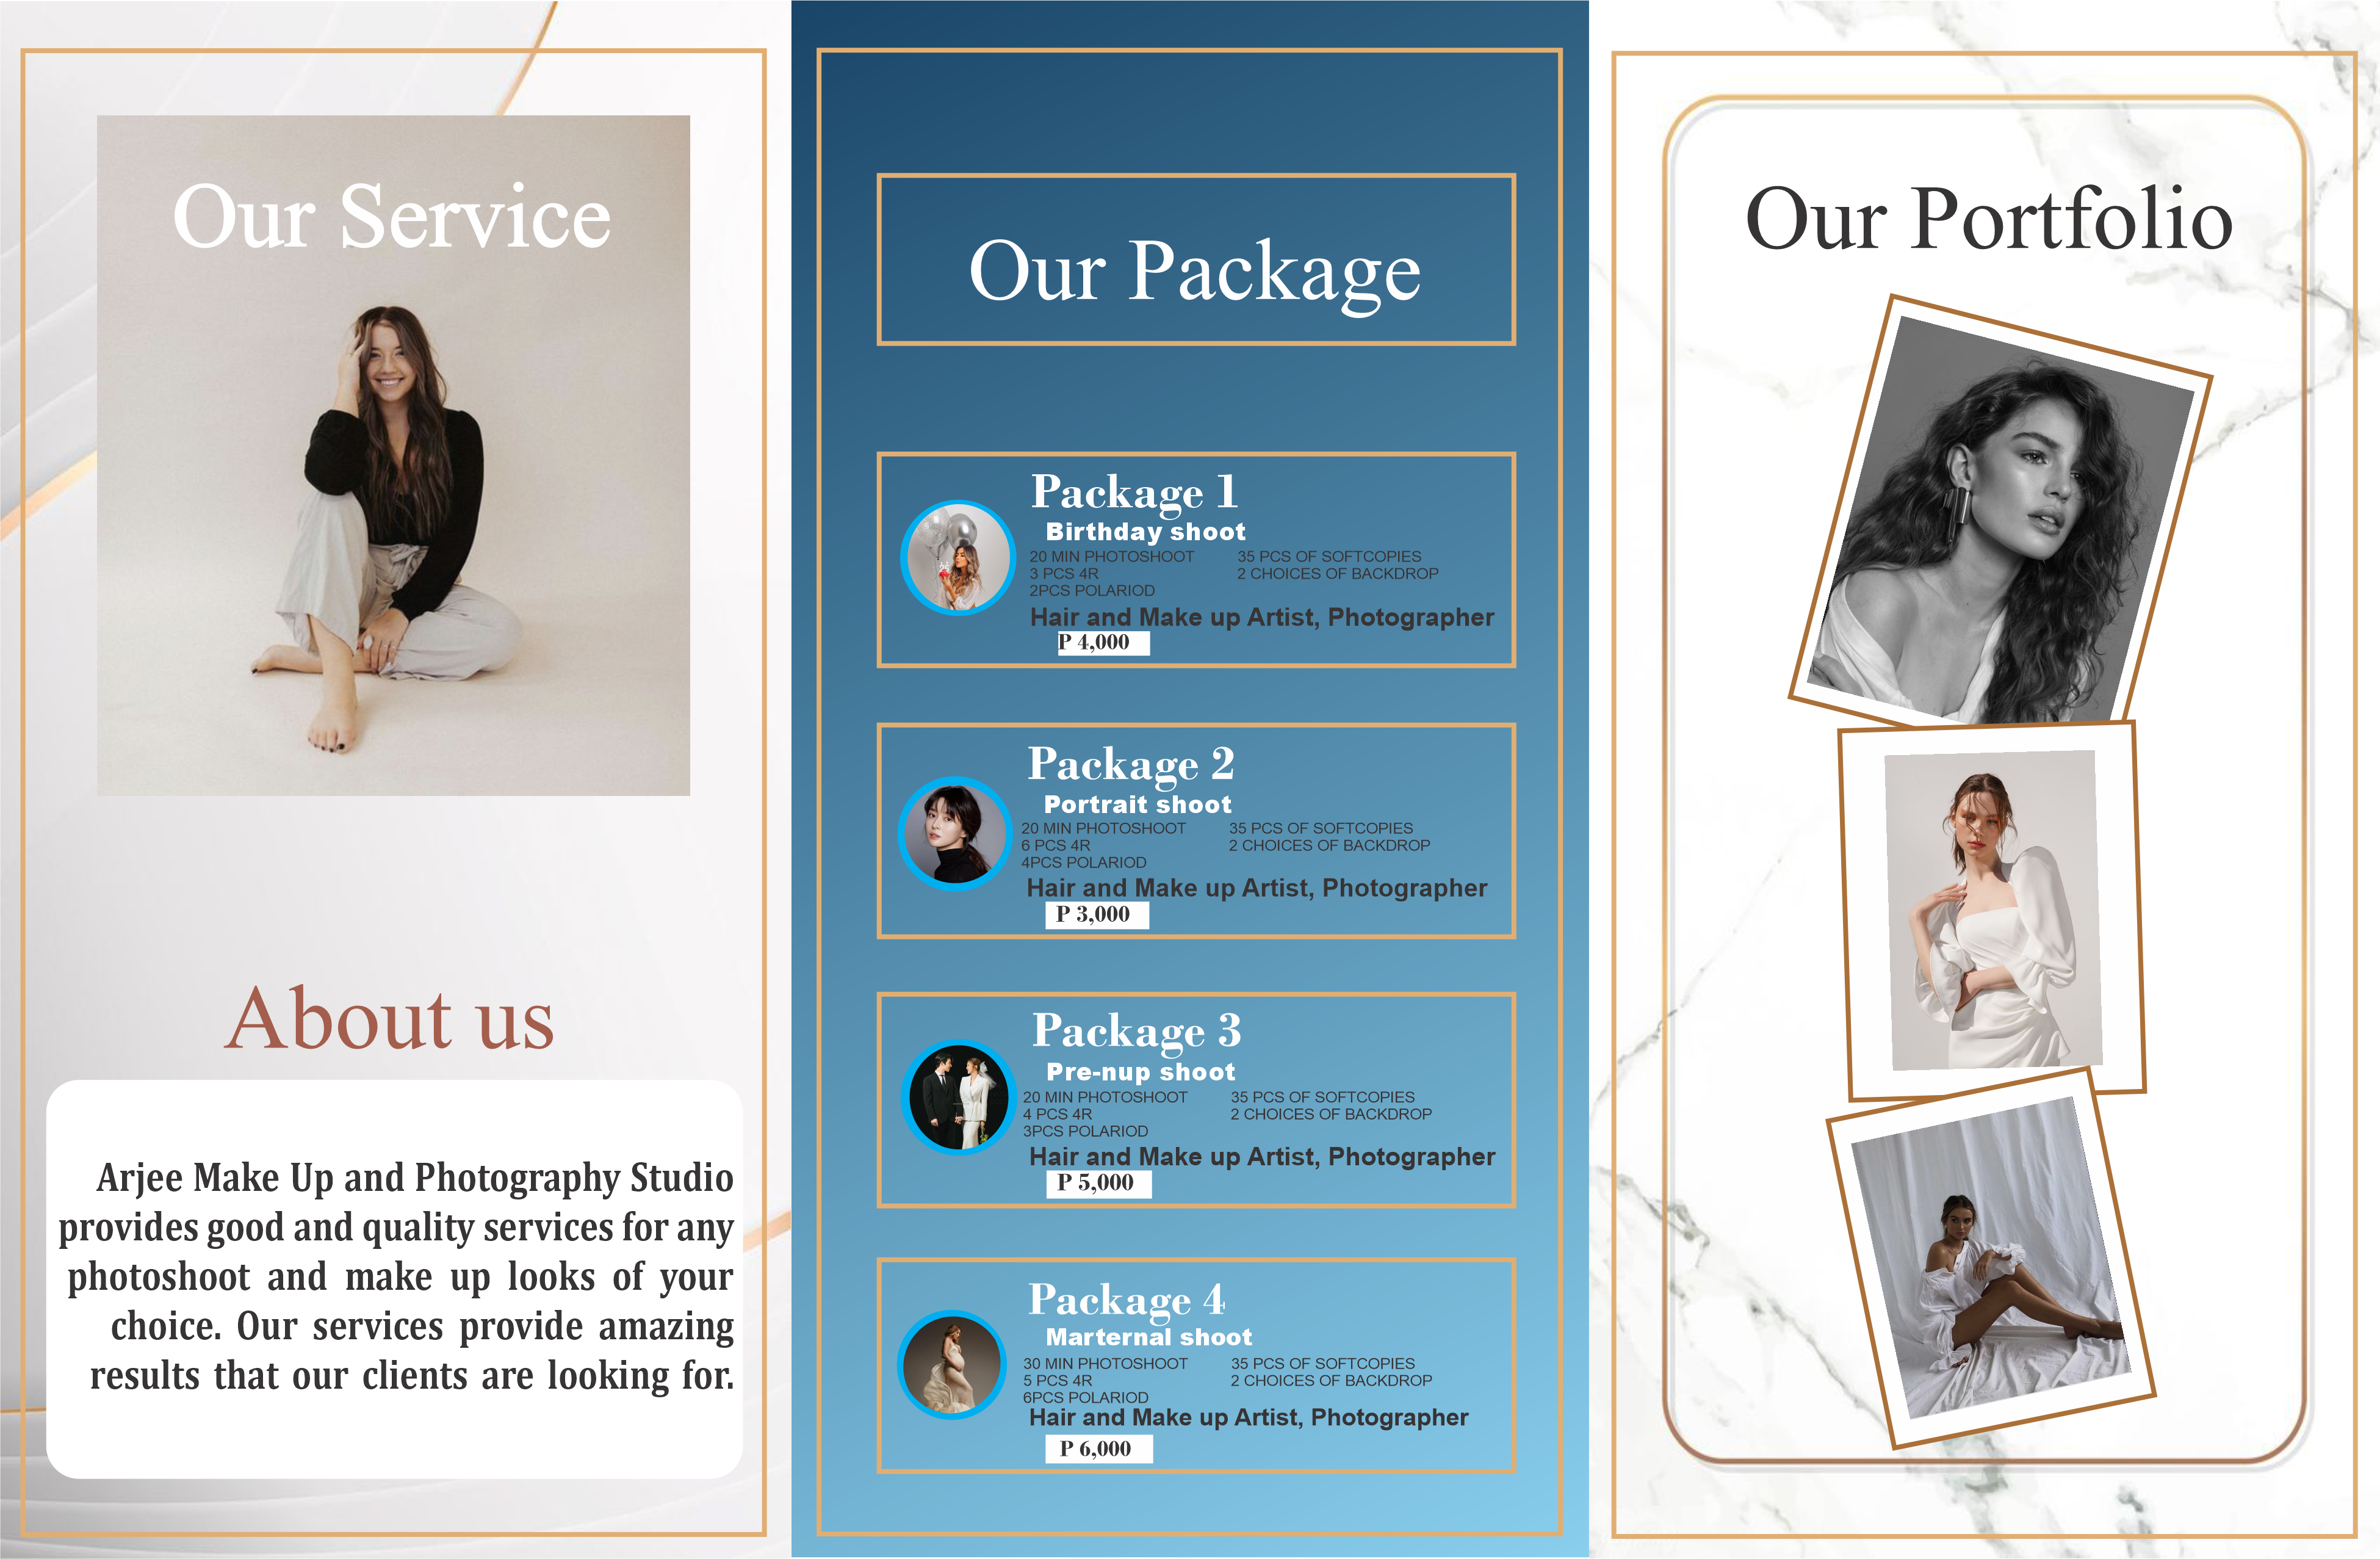 Our Service
About us
Arjee Make Up and Photography Studio
provides good and quality services for any
photoshoot and make up looks of your
choice. Our services provide amazing
results that our clients are looking for.
Our Package
Package 1
Birthday shoot
20 MIN PHOTOSHOOT 35 PCS OF SOFTCOPIES
3 PCS 4R 2 CHOICES OF BACKDROP
2PCS POLARIOD
Hair and Make up Artist, Photographer
P 4,000
Package 2
Portrait shoot
20 MIN PHOTOSHOOT 35 PCS OF SOFTCOPIES
6 PCS 4R 2 CHOICES OF BACKDROP
4PCS POLARIOD
Hair and Make up Artist, Photographer
P 3,000
Package 3
Pre-nup shoot
20 MIN PHOTOSHOOT 35 PCS OF SOFTCOPIES
4 PCS 4R 2 CHOICES OF BACKDROP
3PCS POLARIOD
Hair and Make up Artist, Photographer
P 5,000
Package 4
Marternal shoot
30 MIN PHOTOSHOOT 35 PCS OF SOFTCOPIES
5 PCS 4R 2 CHOICES OF BACKDROP
6PCS POLARIOD
Hair and Make up Artist, Photographer
P 6,000
Our Portfolio